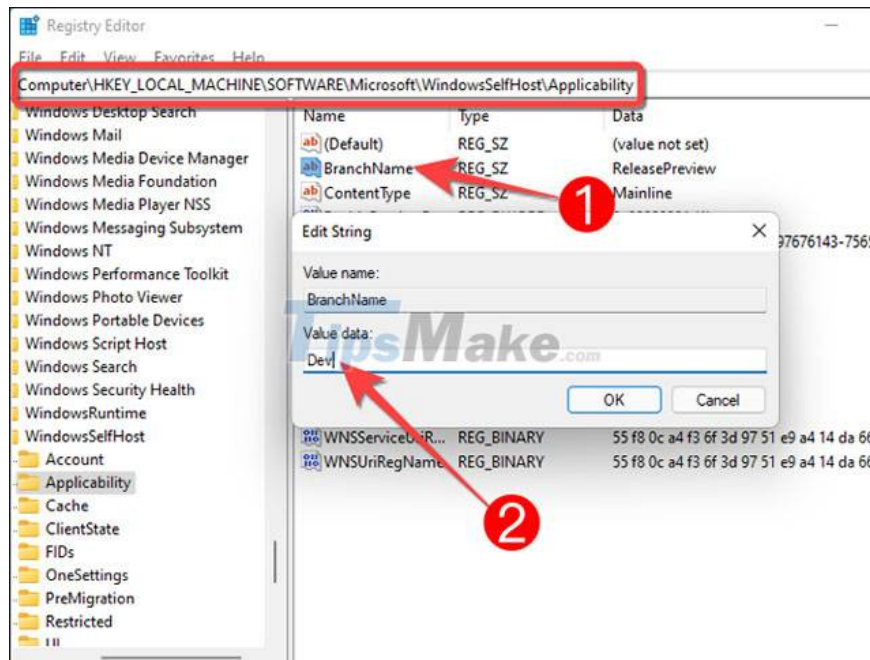 Registry Editor
File Edit View Favorites Help
Computer\HKEY_LOCAL_MACHINE\SOFTWARE\Microsoft\WindowsSelfHost\Applicability
Windows Desktop Search
Windows Mail
Windows Media Device Manager
Windows Media Foundation
Windows Media Player NSS
Windows Messaging Subsystem
Windows NT
Windows Performance Toolkit
Windows Photo Viewer
Windows Portable Devices
Windows Script Host
Windows Search
Windows Security Health
WindowsRuntime
WindowsSelfHost
Account
Applicability
Cache
ClientState
FIDs
OneSettings
PreMigration
Restricted
UI
Name Type Data
(Default) REG_SZ (value not set)
BranchName REG_SZ ReleasePreview
ContentType REG_SZ Mainline
1
97676143-756
Edit String
Value name:
BranchName
Value data:
Dev
OK Cancel
TipsMake.com
WNSServiceUriR... REG_BINARY 55 f8 0c a4 f3 6f 3d 97 51 e9 a4 14 da 66
WNSUriRegName REG_BINARY 55 f8 0c a4 f3 6f 3d 97 51 e9 a4 14 da 66
2